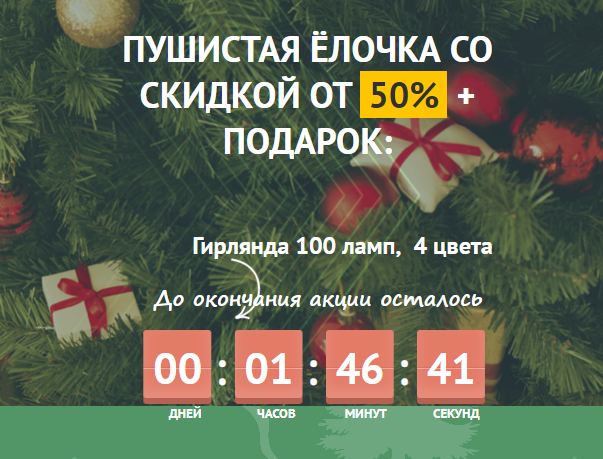 ПУШИСТАЯ ЁЛОЧКА СО
СКИДКОЙ ОТ 50% +
ПОДАРОК:
Гирлянда 100 ламп, 4 цвета
До окончания акции осталось
00 : 01 : 46 : 41
ДНЕЙ ЧАСОВ МИНУТ СЕКУНД